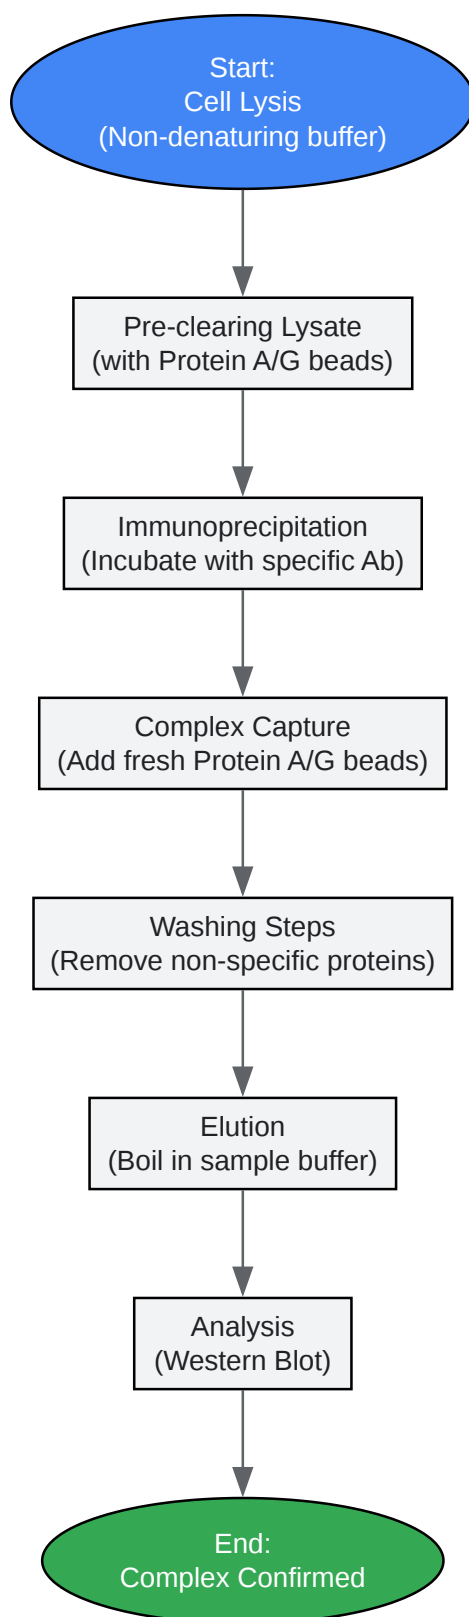 Start:
Cell Lysis
(Non-denaturing buffer)
Pre-clearing Lysate
(with Protein A/G beads)
Immunoprecipitation
(Incubate with specific Ab)
Complex Capture
(Add fresh Protein A/G beads)
Washing Steps
(Remove non-specific proteins)
Elution
(Boil in sample buffer)
Analysis
(Western Blot)
End:
Complex Confirmed